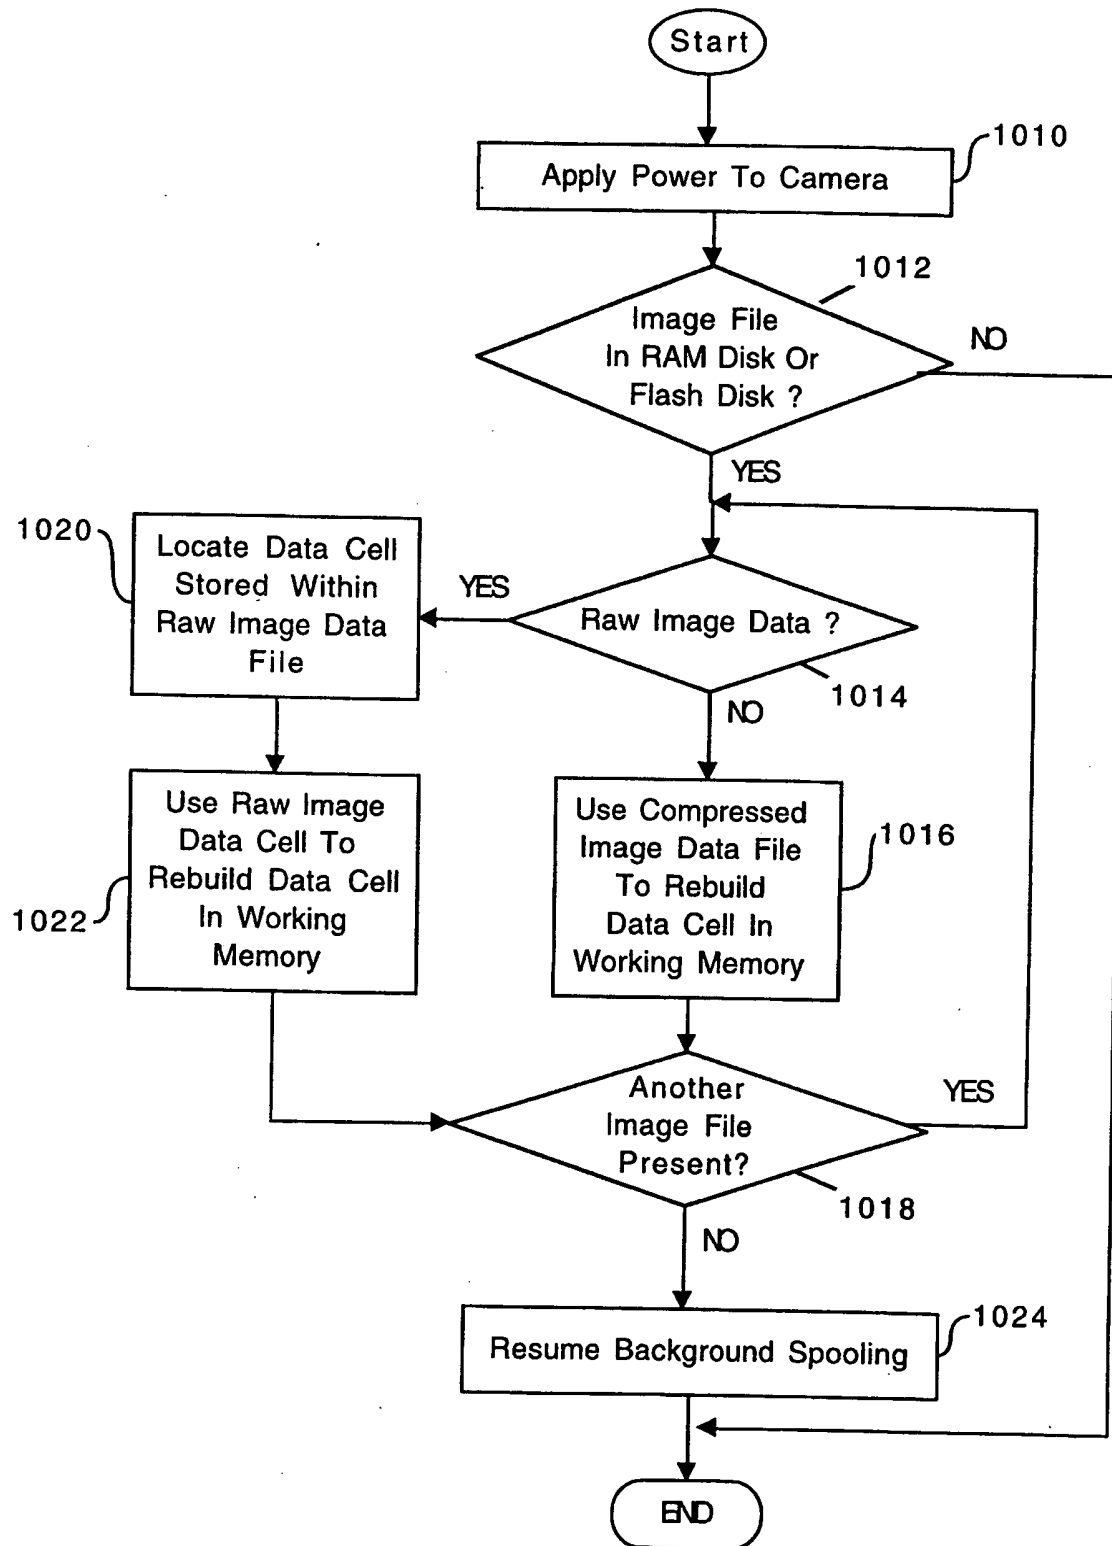 Start
1010
Apply Power To Camera
1012
Image File
In RAM Disk Or
Flash Disk ?
NO
YES
1020
Locate Data Cell
Stored Within
Raw Image Data
File
YES
Raw Image Data ?
1014
NO
Use Raw Image
Data Cell To
Rebuild Data Cell
In Working
Memory
1022
Use Compressed
Image Data File
To Rebuild
Data Cell In
Working Memory
1016
Another
Image File
Present?
YES
1018
NO
1024
Resume Background Spooling
END